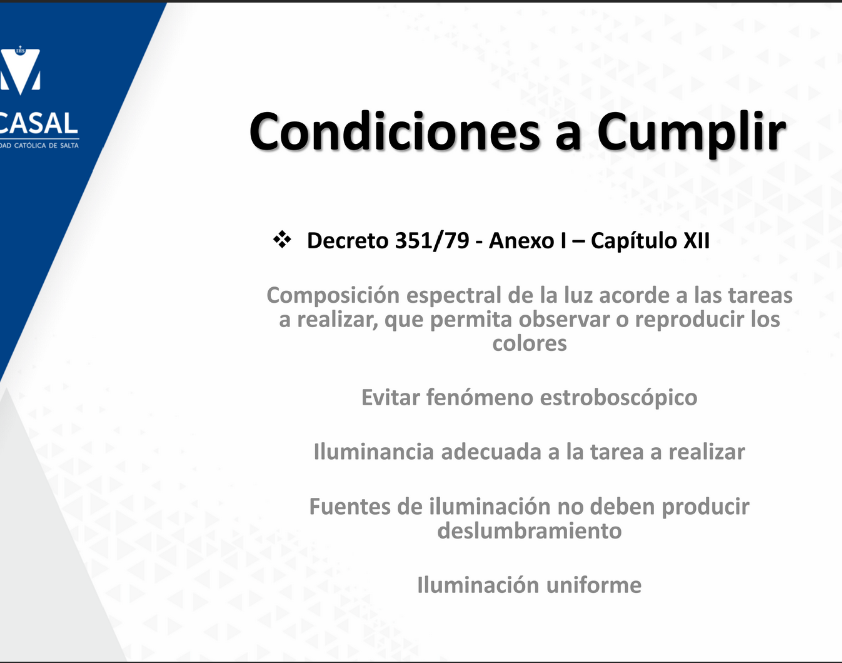 CASAL
DAD CATÓLICA DE SALTA
Condiciones a Cumplir
❖ Decreto 351/79 - Anexo I – Capítulo XII
Composición espectral de la luz acorde a las tareas
a realizar, que permita observar o reproducir los
colores
Evitar fenómeno estroboscópico
Iluminancia adecuada a la tarea a realizar
Fuentes de iluminación no deben producir
deslumbramiento
Iluminación uniforme